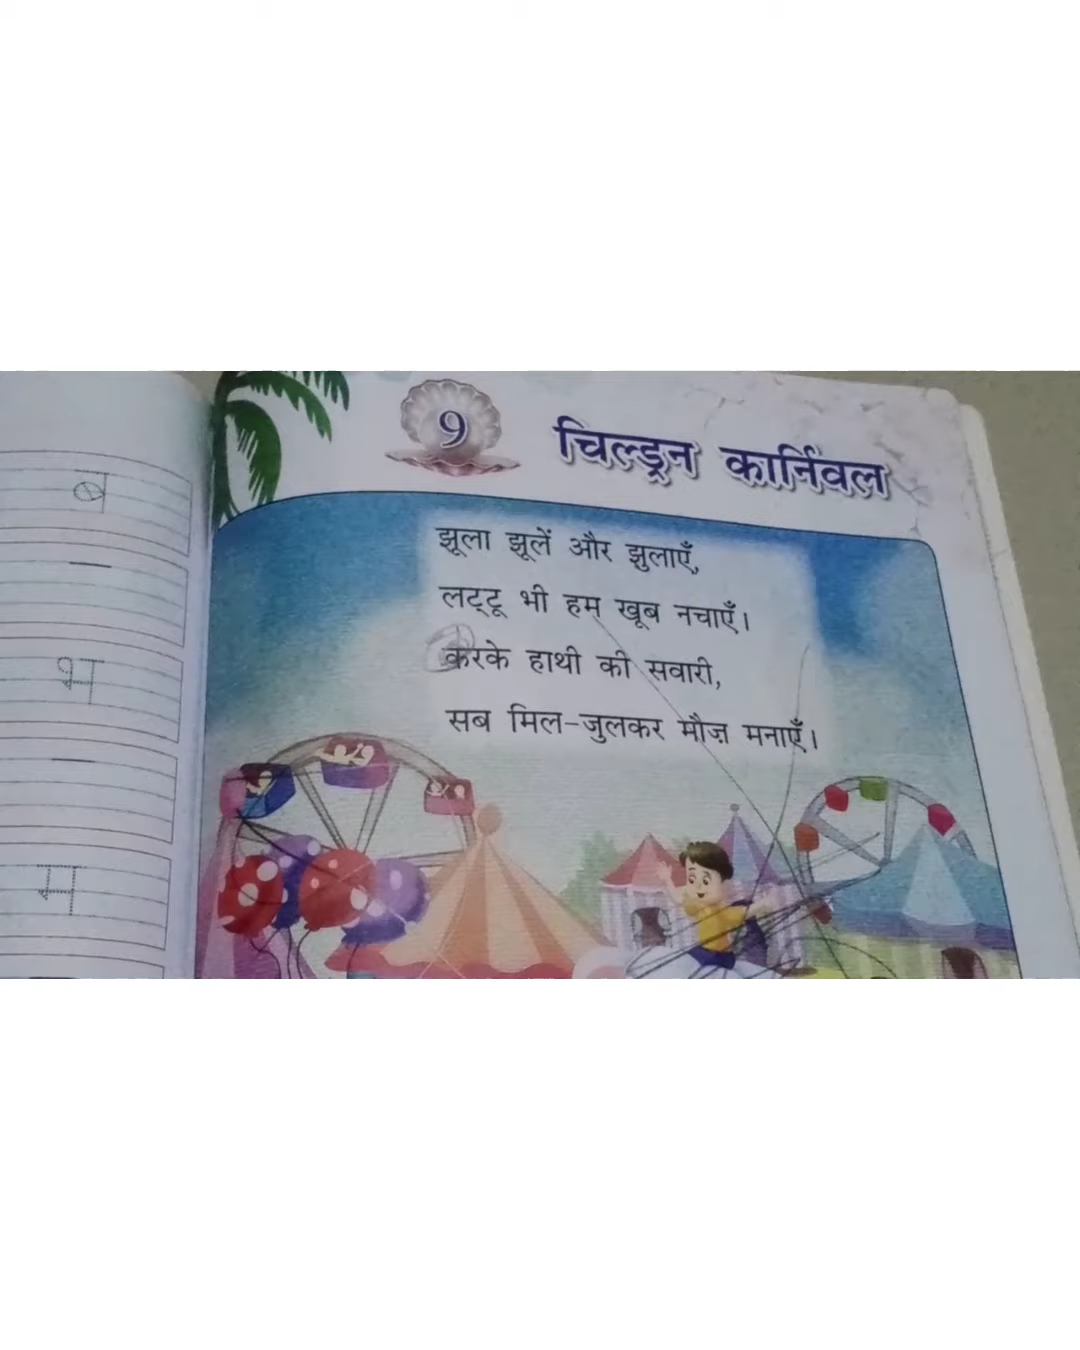 ब
भ
म
9
चिल्ड्रन कार्निवल
झूला झूलें और झुलाएँ,
लट्टू भी हम खूब नचाएँ।
करके हाथी की सवारी,
सब मिल-जुलकर मौज़ मनाएँ।